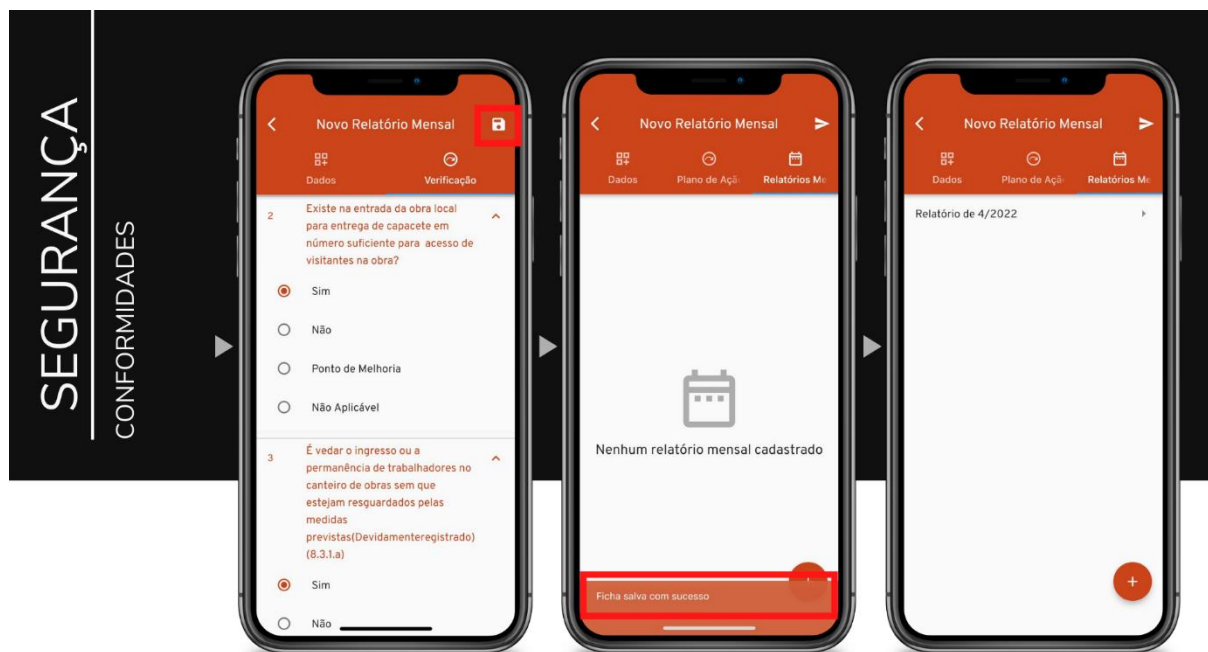 SEGURANÇA
CONFORMIDADES
Novo Relatório Mensal
Dados
Verificação
2
Existe na entrada da obra local
para entrega de capacete em
número suficiente para acesso de
visitantes na obra?
Sim
Não
Ponto de Melhoria
Não Aplicável
3
É vedar o ingresso ou a
permanência de trabalhadores no
canteiro de obras sem que
estejam resguardados pelas
medidas
previstas(Devidamenteregistrado)
(8.3.1.a)
Sim
Não
Novo Relatório Mensal
Dados
Plano de Açã
Relatórios Me
Nenhum relatório mensal cadastrado
Ficha salva com sucesso
Novo Relatório Mensal
Dados
Plano de Açã
Relatórios Me
Relatório de 4/2022